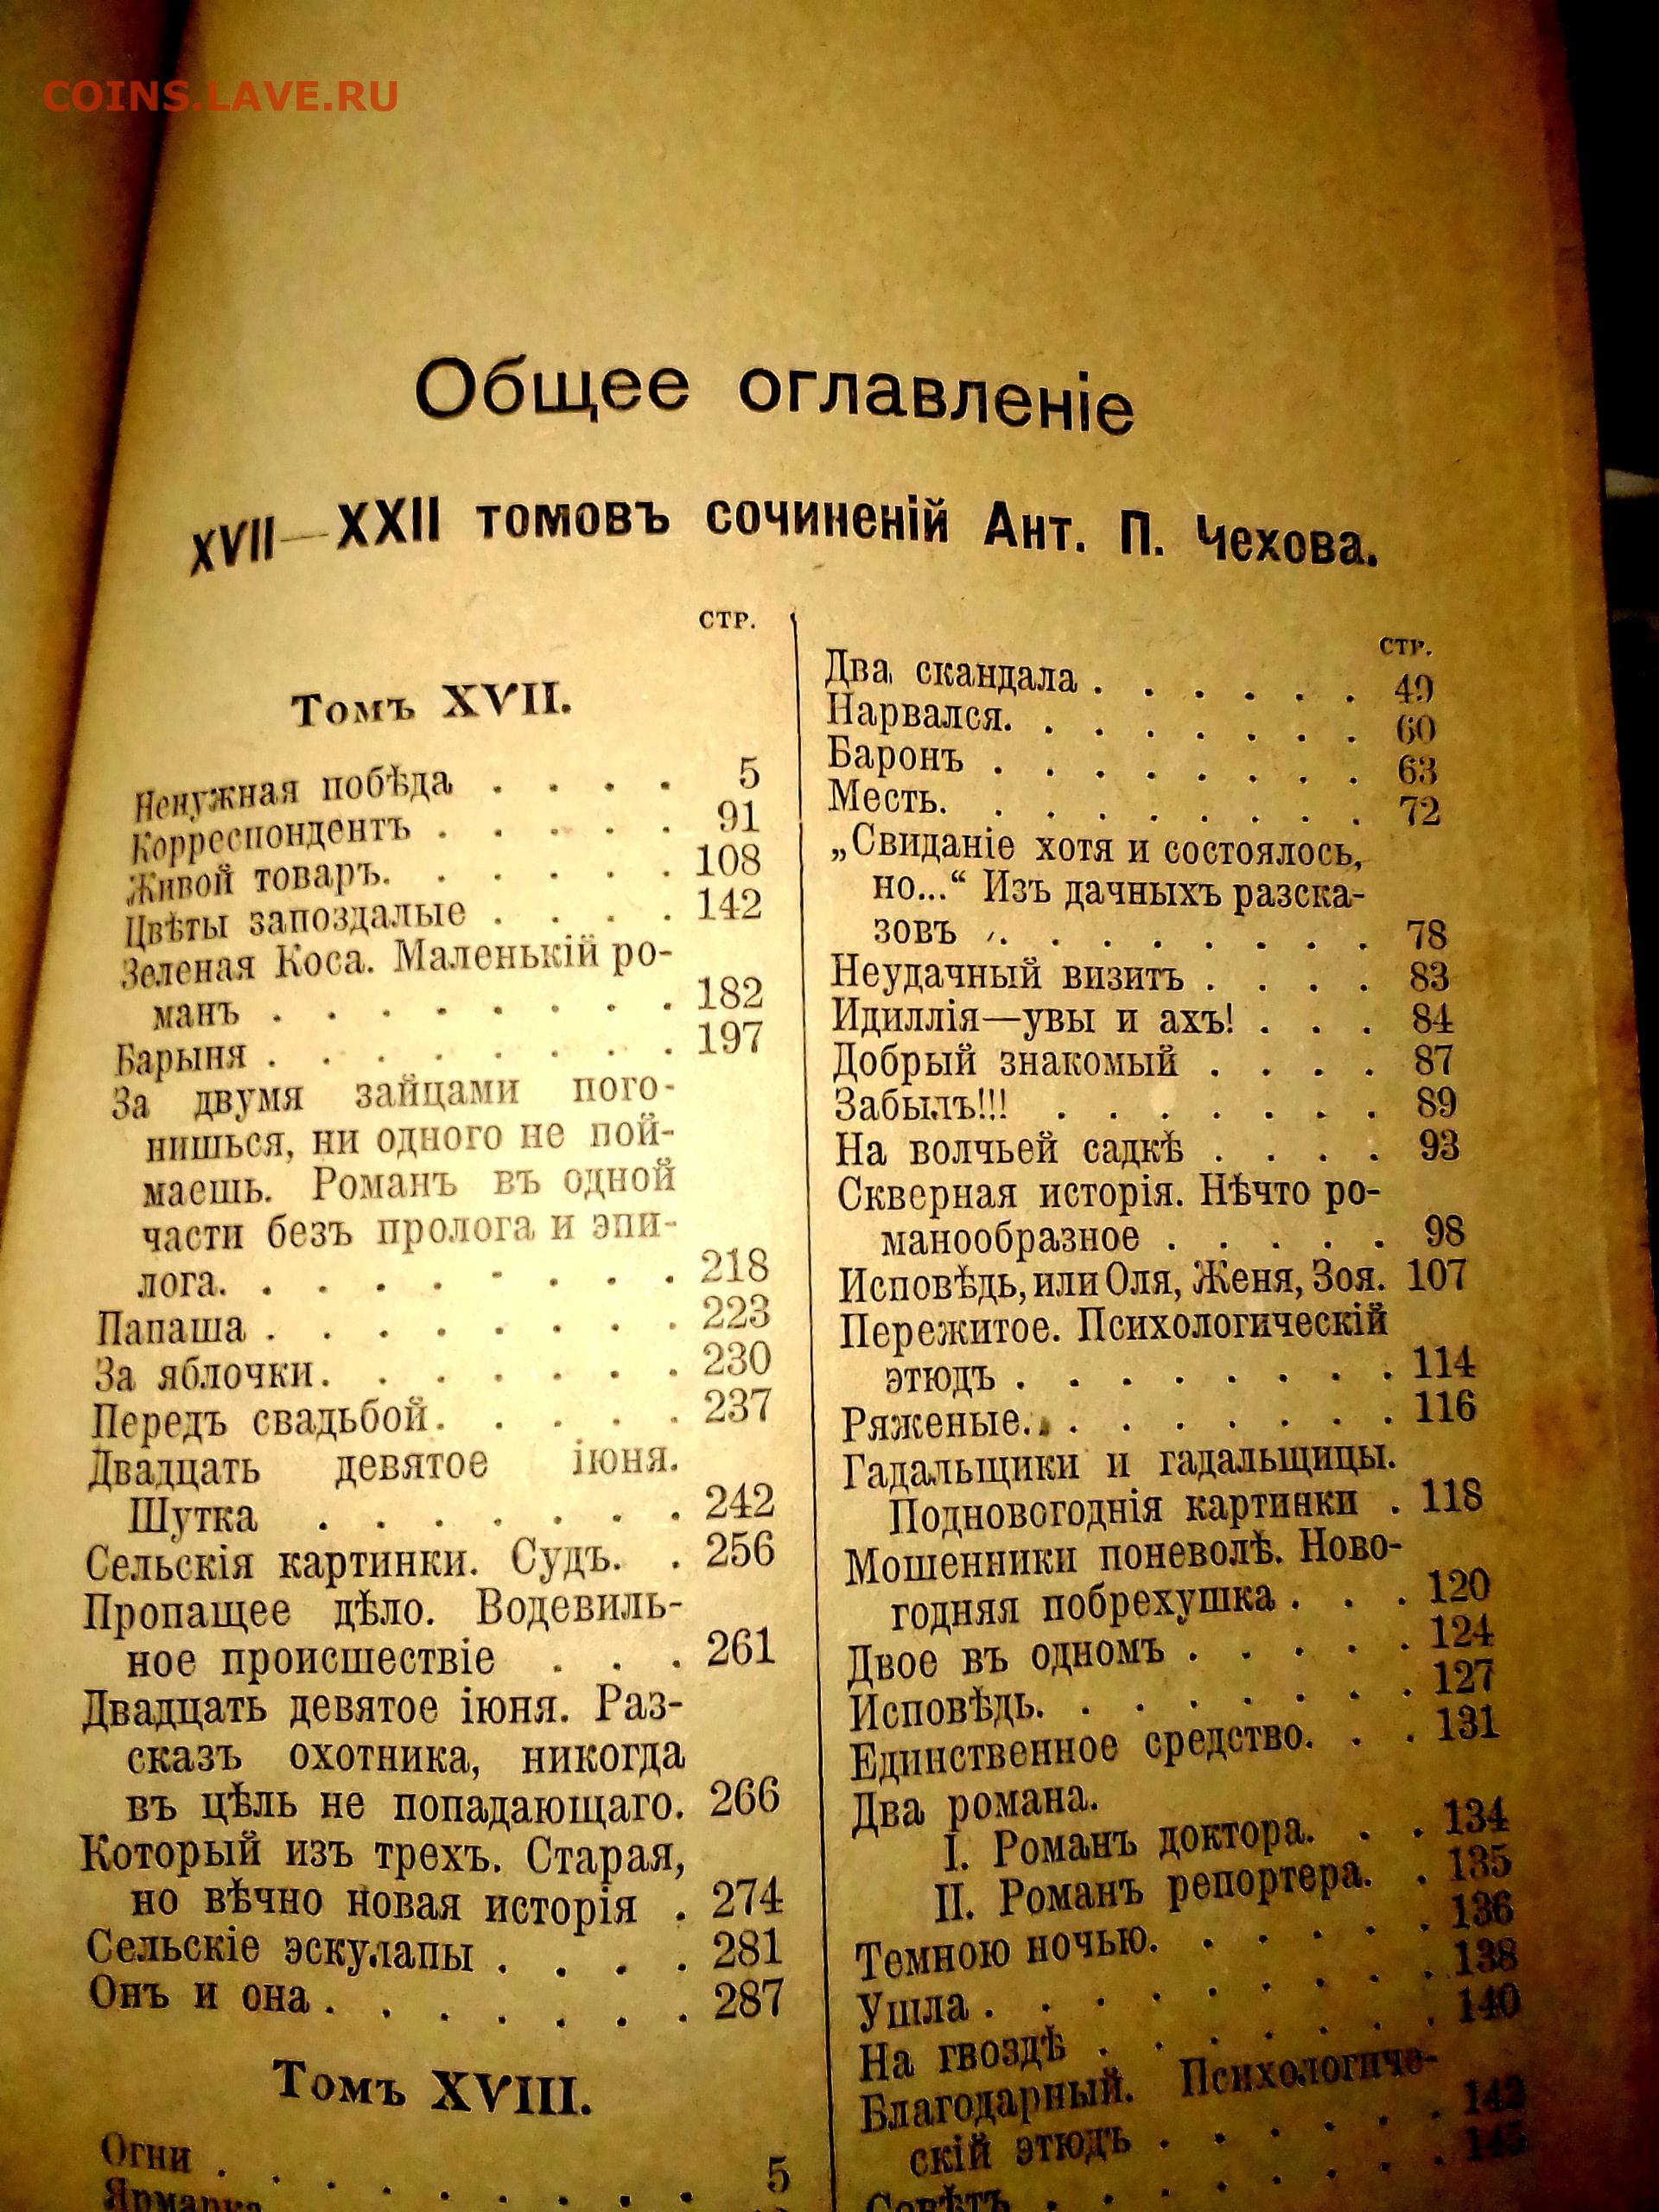 COINS.LAVE.RU
Общее оглавленіе
XVII—XXII томовъ сочиненій Ант. П. Чехова.
СТР.
Томъ XVII.
Ненужная побѣда . . . . 5
Корреспондентъ . . . . . 91
Живой товаръ. . . . . . 108
Цвѣты запоздалые . . . . 142
Зеленая Коса. Маленькій ро-
манъ . . . . . . . . 182
Барыня . . . . . . . . 197
За двумя зайцами пого-
нишься, ни одного не пой-
маешь. Романъ въ одной
части безъ пролога и эпи-
лога. . . . . . . . . 218
Папаша . . . . . . . . 223
За яблочки. . . . . . . 230
Передъ свадьбой. . . . . 237
Двадцать девятое іюня.
Шутка . . . . . . . 242
Сельскія картинки. Судъ. . 256
Пропащее дѣло. Водевиль-
ное происшествіе . . . 261
Двадцать девятое іюня. Раз-
сказъ охотника, никогда
въ цѣль не попадающаго. 266
Который изъ трехъ. Старая,
но вѣчно новая исторія . 274
Сельскіе эскулапы . . . . 281
Онъ и она . . . . . . . 287
Томъ XVIII.
Огни . . . . . . . . . 5
Ярмарка
СТР.
Два скандала . . . . . . 49
Нарвался. . . . . . . . 60
Баронъ . . . . . . . . 63
Месть. . . . . . . . . 72
„Свиданіе хотя и состоялось,
но...“ Изъ дачныхъ разска-
зовъ . . . . . . . . 78
Неудачный визитъ . . . . 83
Идиллія—увы и ахъ! . . . 84
Добрый знакомый . . . . 87
Забылъ!!! . . . . . . . 89
На волчьей садкѣ . . . . 93
Скверная исторія. Нѣчто ро-
манообразное . . . . . 98
Исповѣдь, или Оля, Женя, Зоя. 107
Пережитое. Психологическій
этюдъ . . . . . . . . 114
Ряженые. . . . . . . . 116
Гадальщики и гадальщицы.
Подновогоднія картинки . 118
Мошенники поневолѣ. Ново-
годняя побрехушка . . . 120
Двое въ одномъ . . . . . 124
Исповѣдь. . . . . . . . 127
Единственное средство. . . 131
Два романа.
I. Романъ доктора. . . 134
II. Романъ репортера. . 135
Темною ночью. . . . . . 136
Ушла . . . . . . . . . 138
На гвоздѣ . . . . . . . 140
Благодарный. Психологиче-
скій этюдъ . . . . . . 142
Совѣтъ . . . . . . . . 145